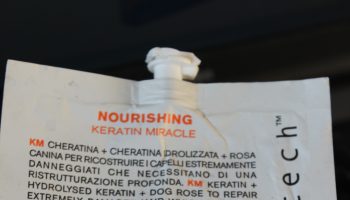 NOURISHING
KERATIN MIRACLE
KM CHERATINA + CHERATINA IDROLIZZATA + ROSA
CANINA PER RICOSTRUIRE I CAPELLI ESTREMAMENTE
DANNEGGIATI CHE NECESSITANO DI UNA
RISTRUTTURAZIONE PROFONDA. KM KERATIN +
HYDROLYSED KERATIN + DOG ROSE TO REPAIR
tech™